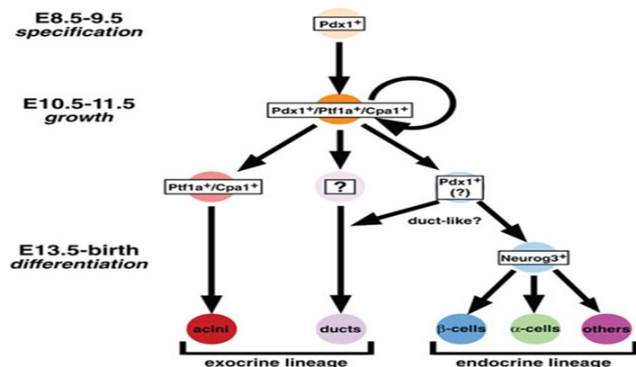 E8.5-9.5
specification
Pdx1+
E10.5-11.5
growth
Pdx1+/Ptf1a+/Cpa1+
Ptf1a+/Cpa1+
?
Pdx1+
(?)
duct-like?
E13.5-birth
differentiation
Neurog3+
acini
ducts
β-cells
α-cells
others
exocrine lineage
endocrine lineage